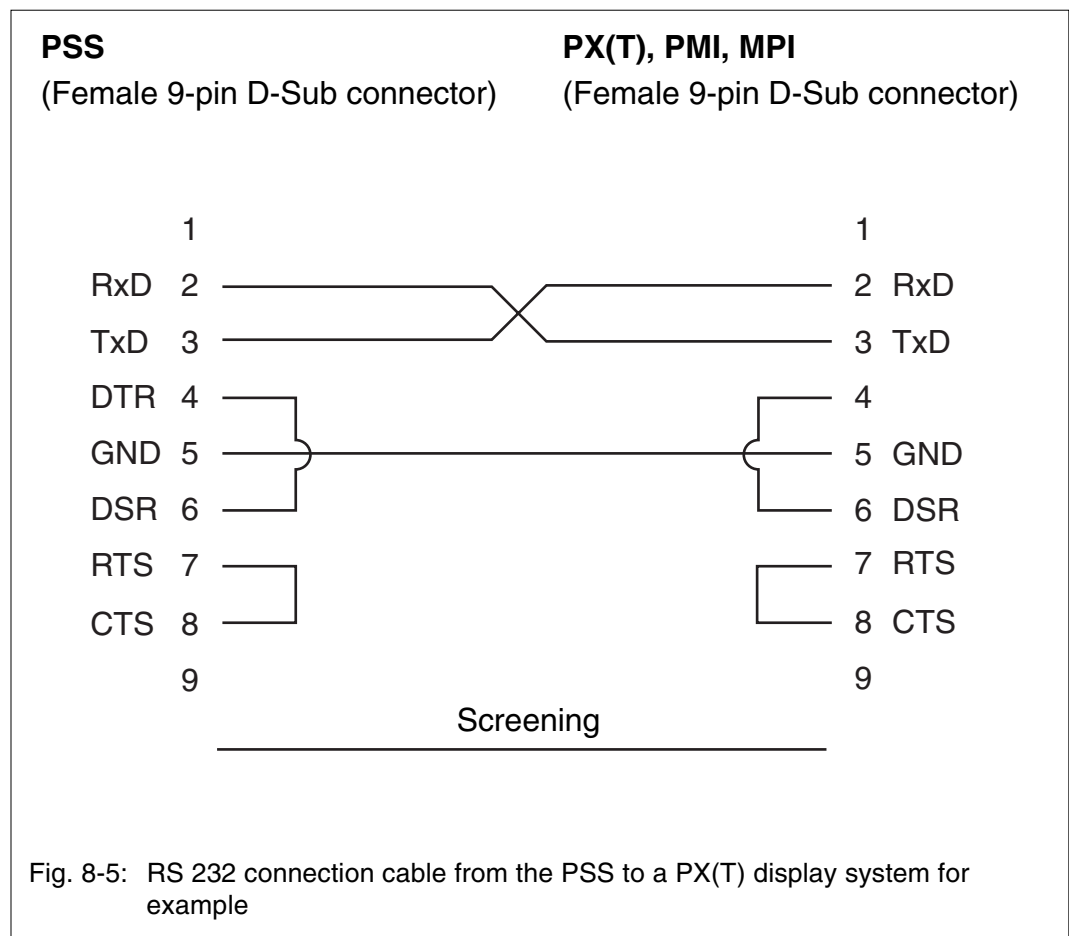 PSS PX(T), PMI, MPI
(Female 9-pin D-Sub connector) (Female 9-pin D-Sub connector)
1 1
RxD 2 2 RxD
TxD 3 3 TxD
DTR 4 4
GND 5 5 GND
DSR 6 6 DSR
RTS 7 7 RTS
CTS 8 8 CTS
9 9
Screening
Fig. 8-5: RS 232 connection cable from the PSS to a PX(T) display system for
example